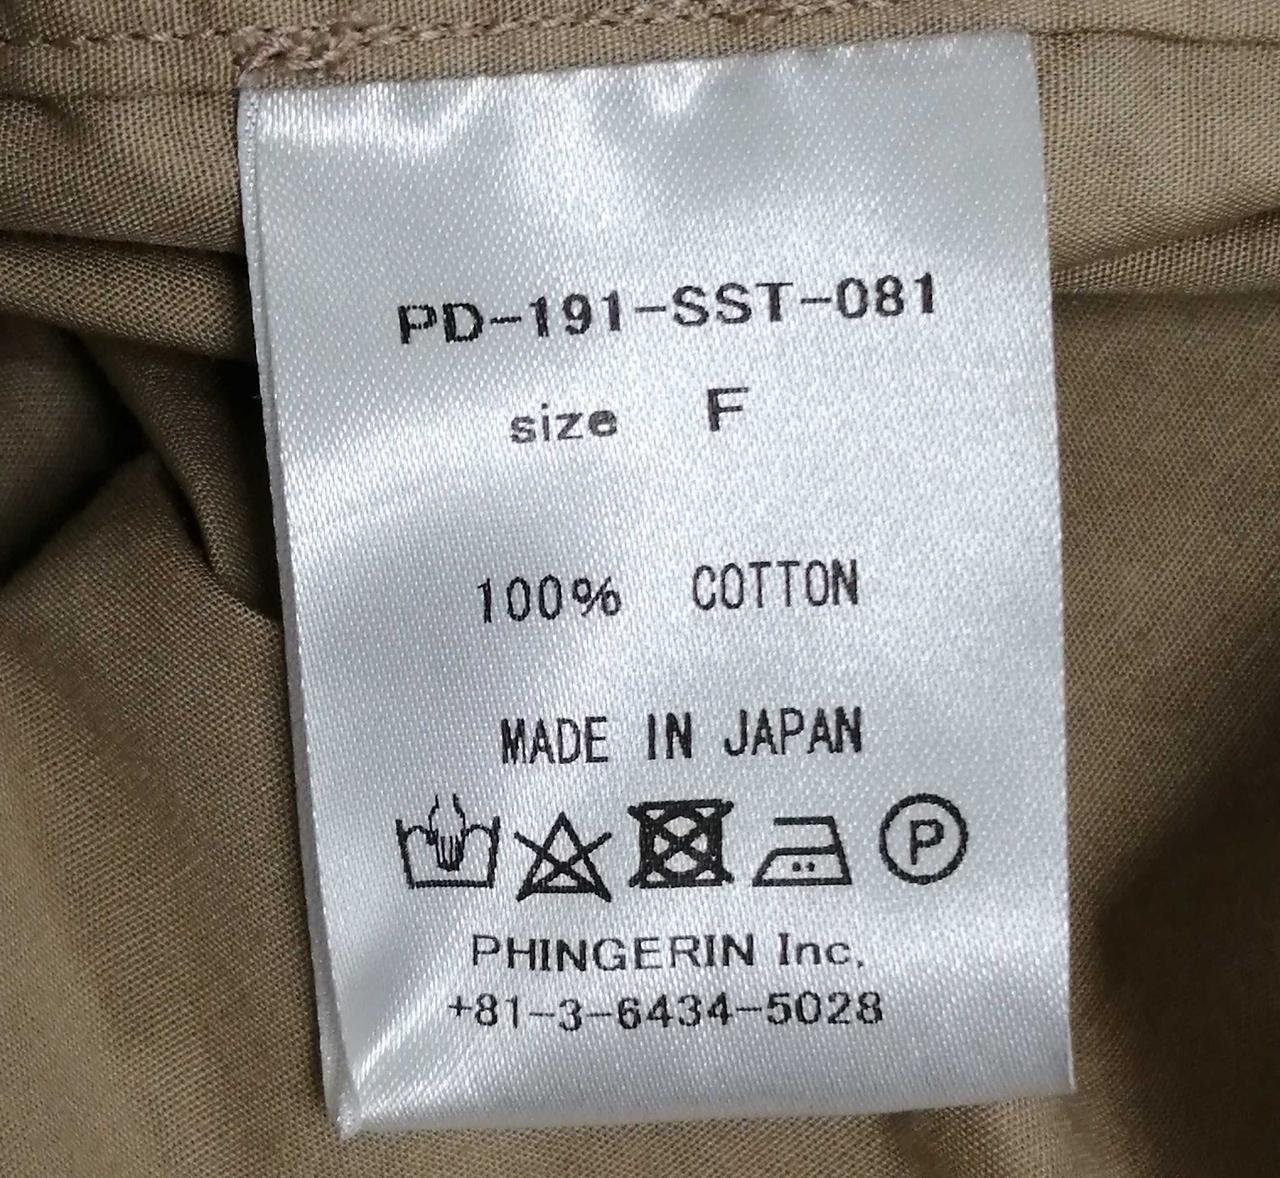 PD-191-SST-081
size F
100% COTTON
MADE IN JAPAN
P
PHINGERIN Inc.
+81-3-6434-5028